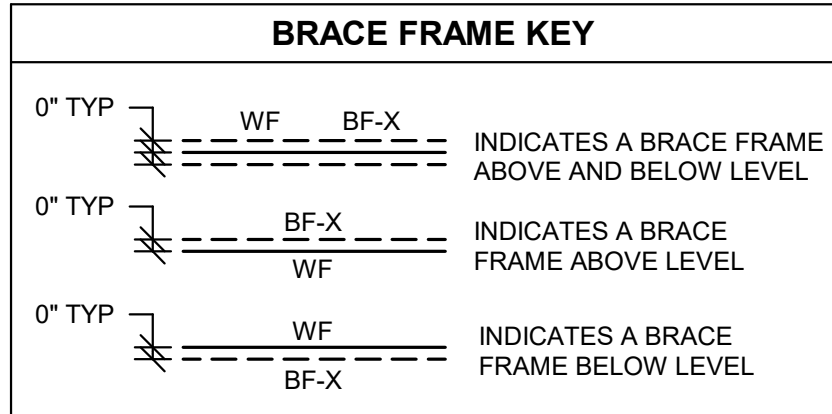 BRACE FRAME KEY
0" TYP
WF BF-X
INDICATES A BRACE FRAME
ABOVE AND BELOW LEVEL
0" TYP
BF-X
WF
INDICATES A BRACE
FRAME ABOVE LEVEL
0" TYP
WF
BF-X
INDICATES A BRACE
FRAME BELOW LEVEL